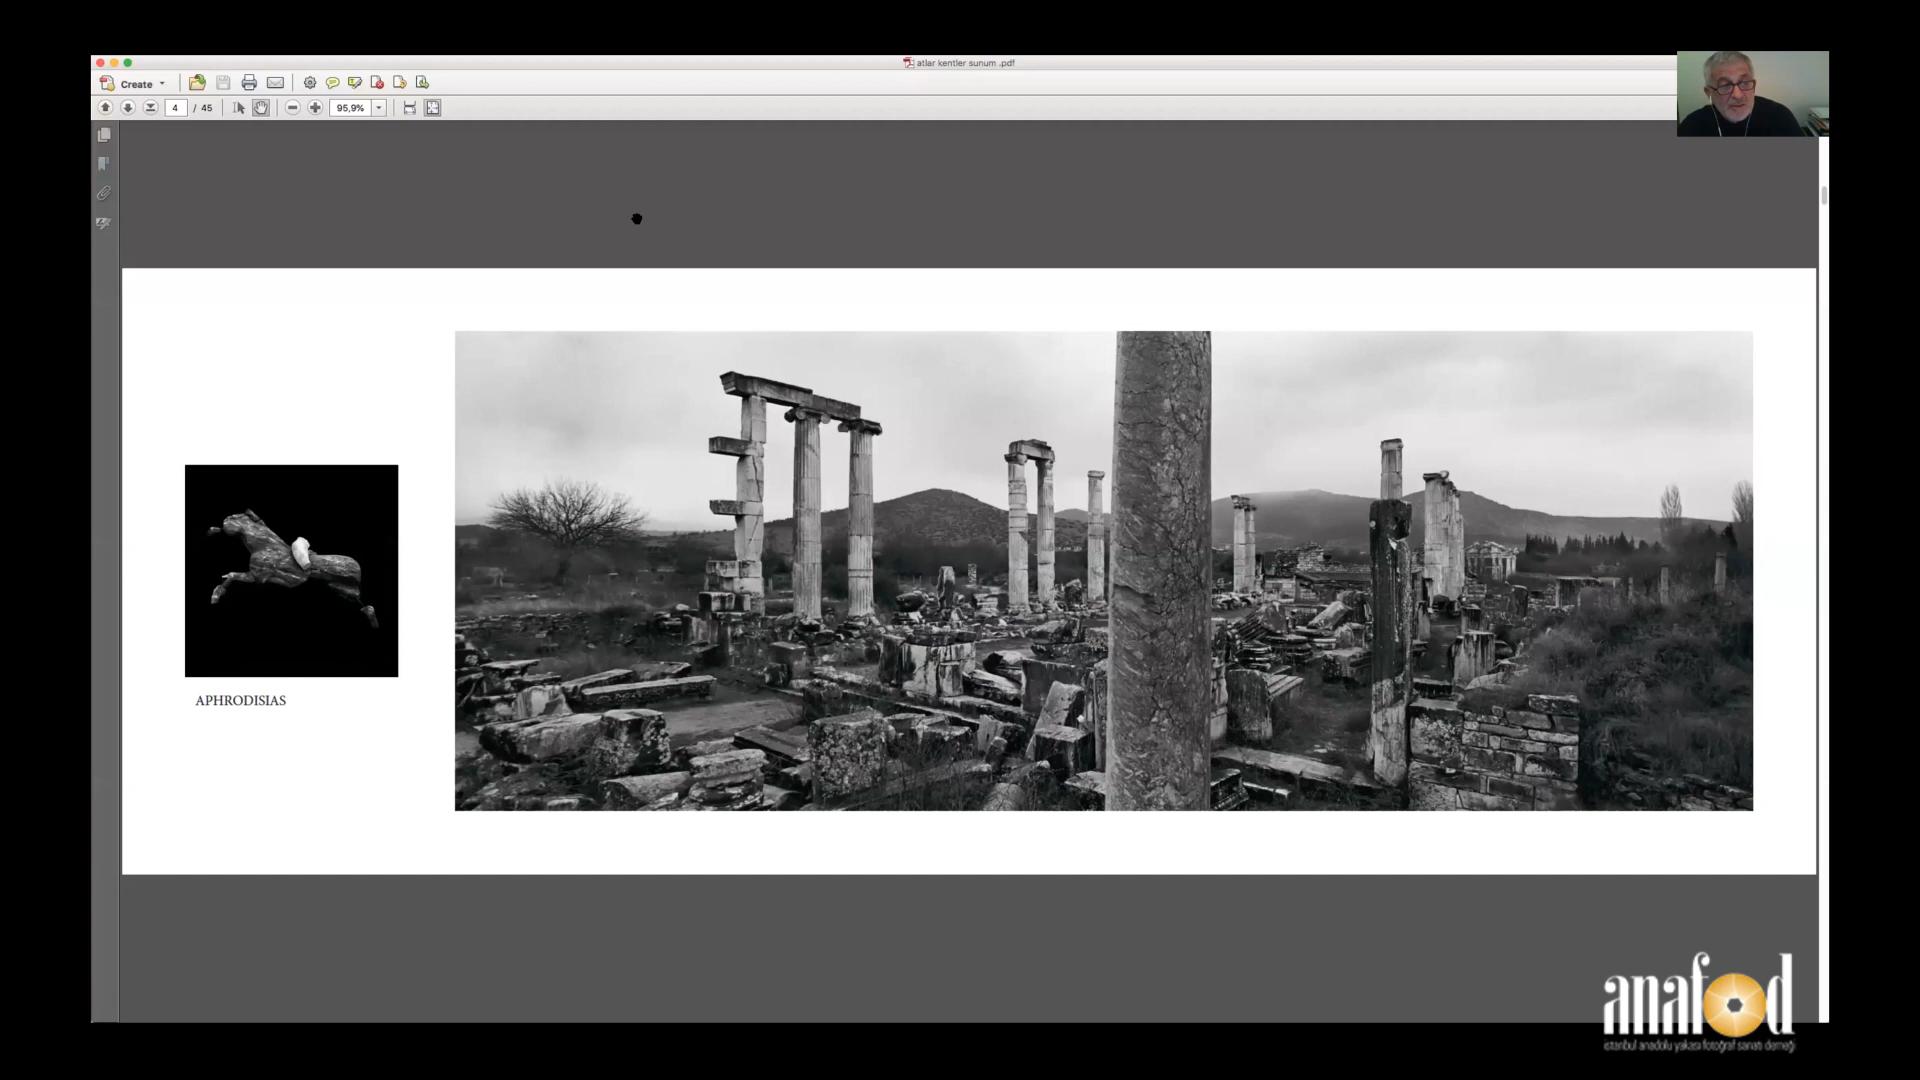 atlar kentler sunum .pdf
Create
4 / 45
95,9%
APHRODISIAS
anafod
istanbul anadolu yakası fotoğraf sanatı derneği